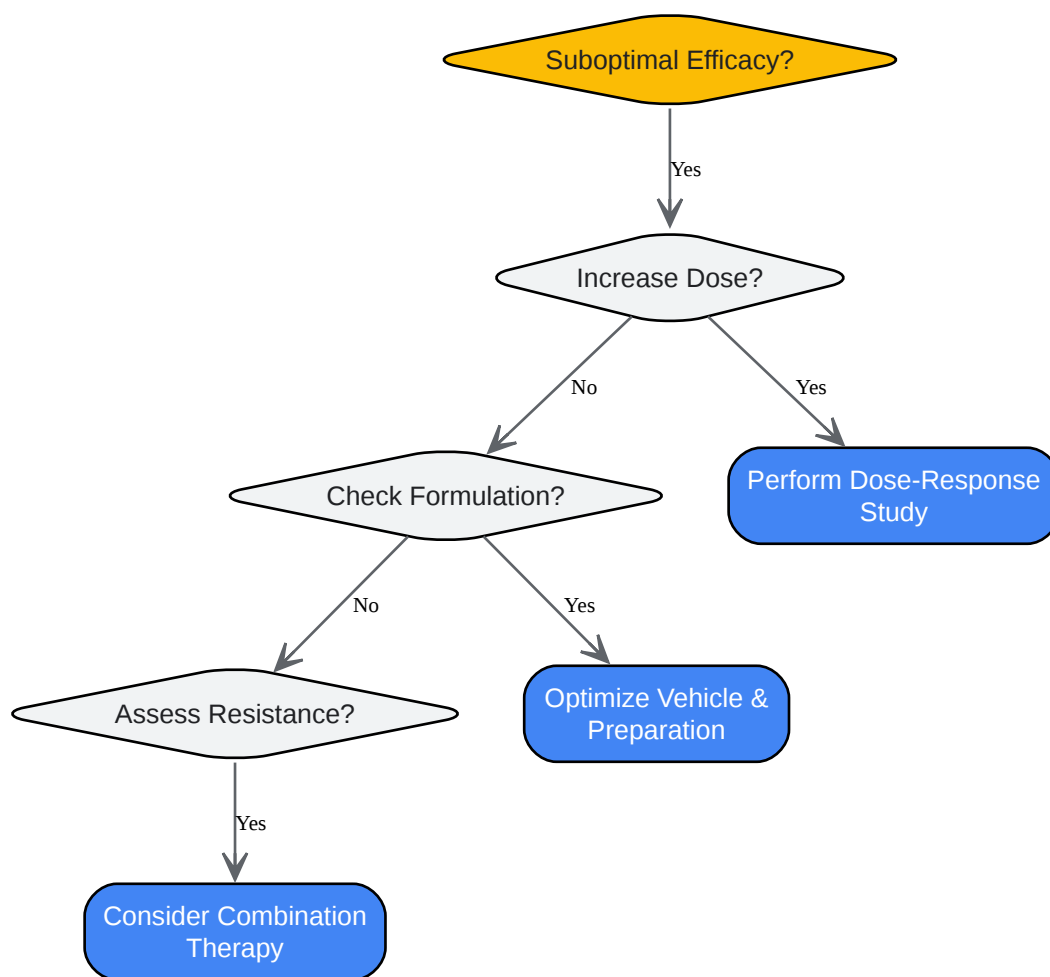 Suboptimal Efficacy?
Yes
Increase Dose?
No
Yes
Perform Dose-Response
Study
Check Formulation?
No
Yes
Optimize Vehicle &
Preparation
Assess Resistance?
Yes
Consider Combination
Therapy